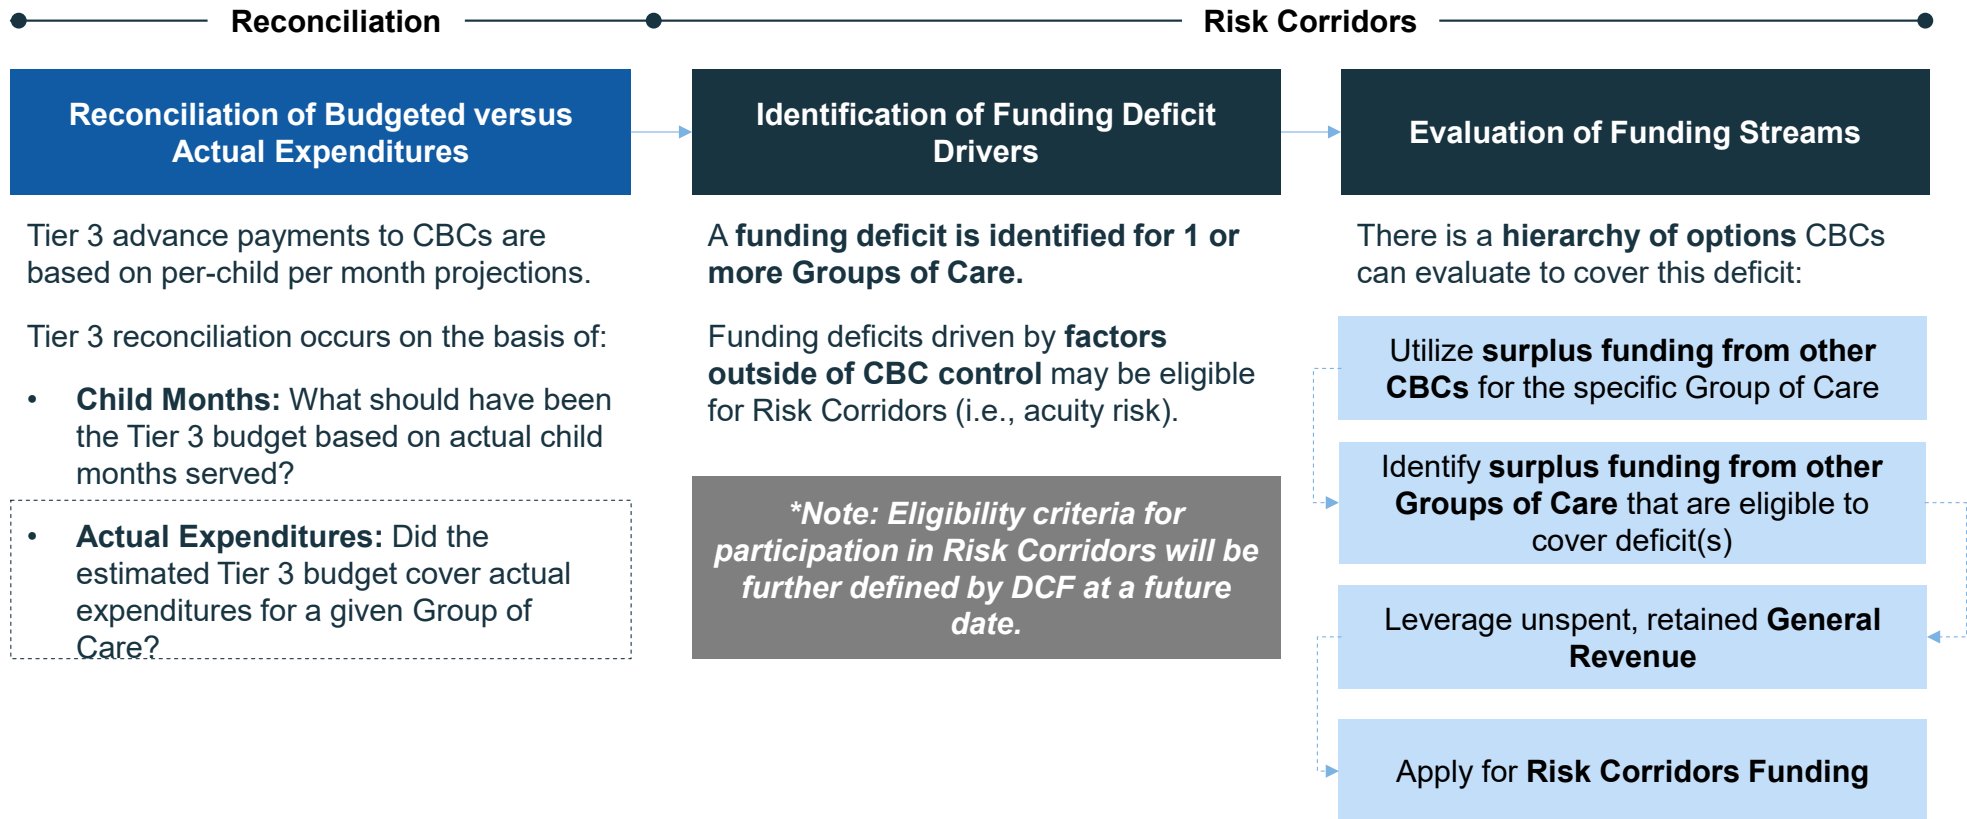 Reconciliation
Risk Corridors
Reconciliation of Budgeted versus
Actual Expenditures
Tier 3 advance payments to CBCs are
based on per-child per month projections.
Tier 3 reconciliation occurs on the basis of:
• Child Months: What should have been
the Tier 3 budget based on actual child
months served?
• Actual Expenditures: Did the
estimated Tier 3 budget cover actual
expenditures for a given Group of
Care?
Identification of Funding Deficit
Drivers
A funding deficit is identified for 1 or
more Groups of Care.
Funding deficits driven by factors
outside of CBC control may be eligible
for Risk Corridors (i.e., acuity risk).
*Note: Eligibility criteria for
participation in Risk Corridors will be
further defined by DCF at a future
date.
Evaluation of Funding Streams
There is a hierarchy of options CBCs
can evaluate to cover this deficit:
Utilize surplus funding from other
CBCs for the specific Group of Care
Identify surplus funding from other
Groups of Care that are eligible to
cover deficit(s)
Leverage unspent, retained General
Revenue
Apply for Risk Corridors Funding